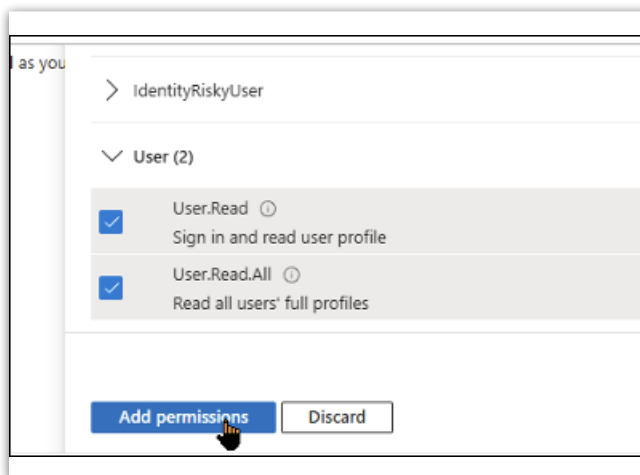 as you
IdentityRiskyUser
User (2)
User.Read
Sign in and read user profile
User.Read.All
Read all users' full profiles
Add permissions
Discard